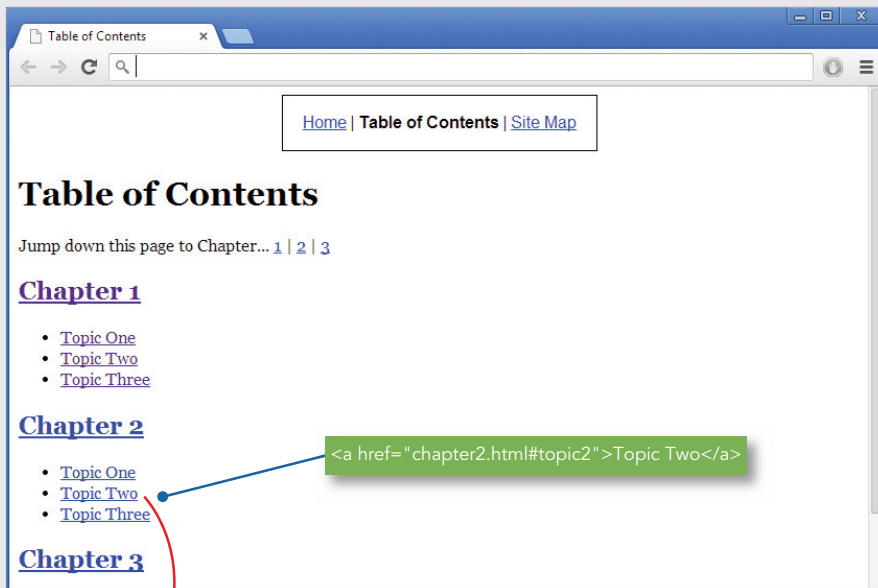 Table of Contents
Home | Table of Contents | Site Map
Table of Contents
Jump down this page to Chapter... 1 | 2 | 3
Chapter 1
• Topic One
• Topic Two
• Topic Three
Chapter 2
<a href="chapter2.html#topic2">Topic Two</a>
• Topic One
• Topic Two
• Topic Three
Chapter 3